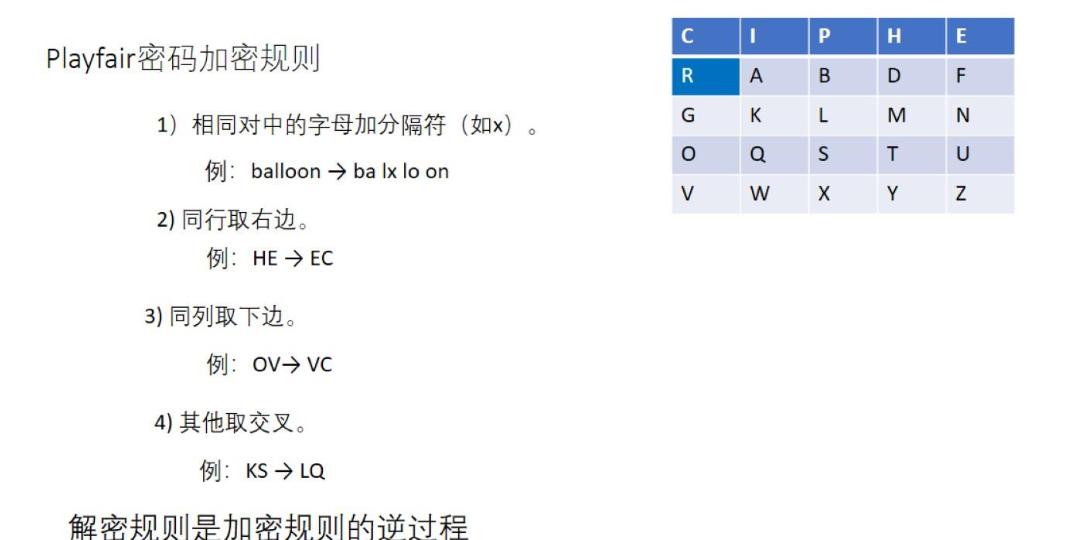 Playfair密码加密规则
1）相同对中的字母加分隔符（如x）。
例：balloon → ba lx lo on
2) 同行取右边。
例：HE → EC
3) 同列取下边。
例：OV→ VC
4) 其他取交叉。
例：KS → LQ
解密规则是加密规则的逆过程
C I P H E
R A B D F
G K L M N
O Q S T U
V W X Y Z